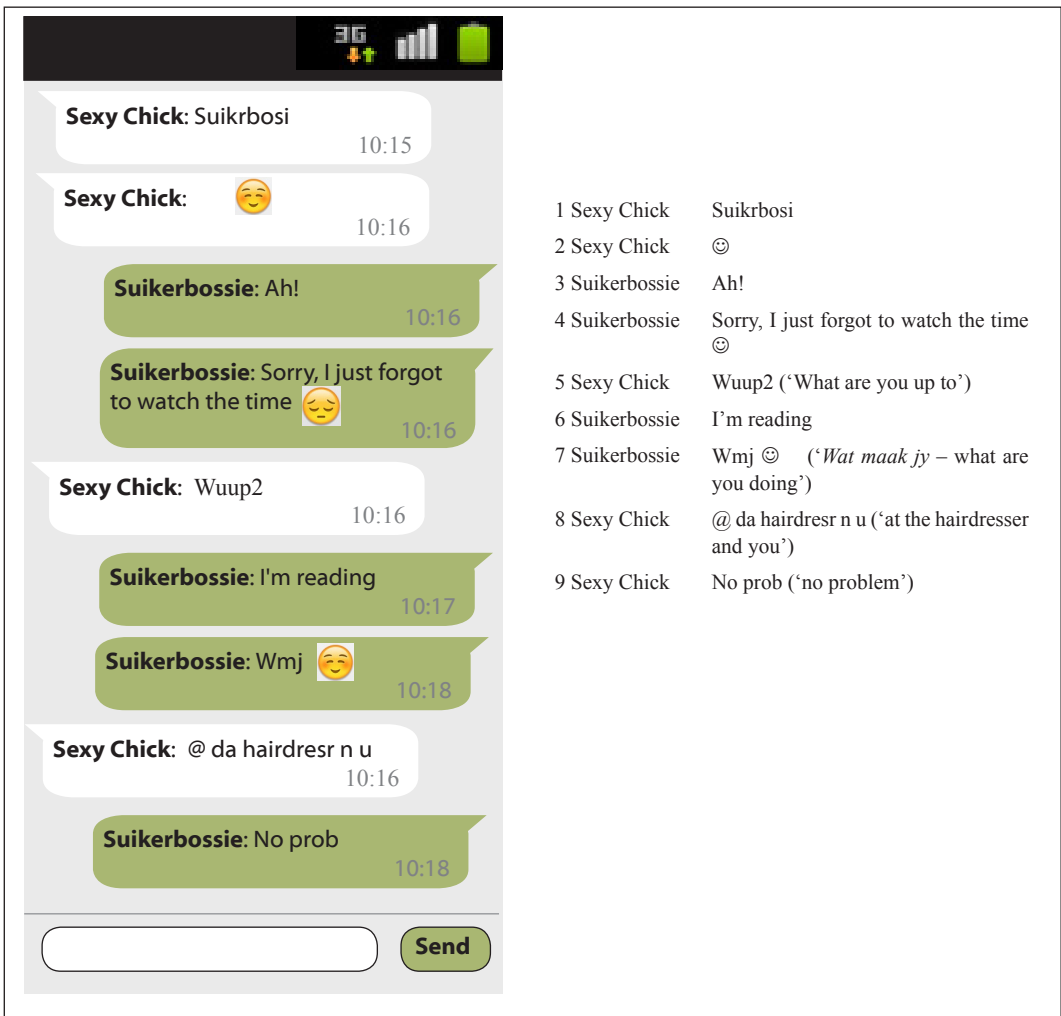 3G
Sexy Chick: Suikrbosi
10:15
Sexy Chick:
10:16
Suikerbossie: Ah!
10:16
Suikerbossie: Sorry, I just forgot
to watch the time
10:16
Sexy Chick: Wuup2
10:16
Suikerbossie: I'm reading
10:17
Suikerbossie: Wmj
10:18
Sexy Chick: @ da hairdresr n u
10:16
Suikerbossie: No prob
10:18
Send
1 Sexy Chick Suikrbosi
2 Sexy Chick ☺
3 Suikerbossie Ah!
4 Suikerbossie Sorry, I just forgot to watch the time
☺
5 Sexy Chick Wuup2 (‘What are you up to’)
6 Suikerbossie I’m reading
7 Suikerbossie Wmj ☺ (‘Wat maak jy – what are
you doing’)
8 Sexy Chick @ da hairdresr n u (‘at the hairdresser
and you’)
9 Sexy Chick No prob (‘no problem’)